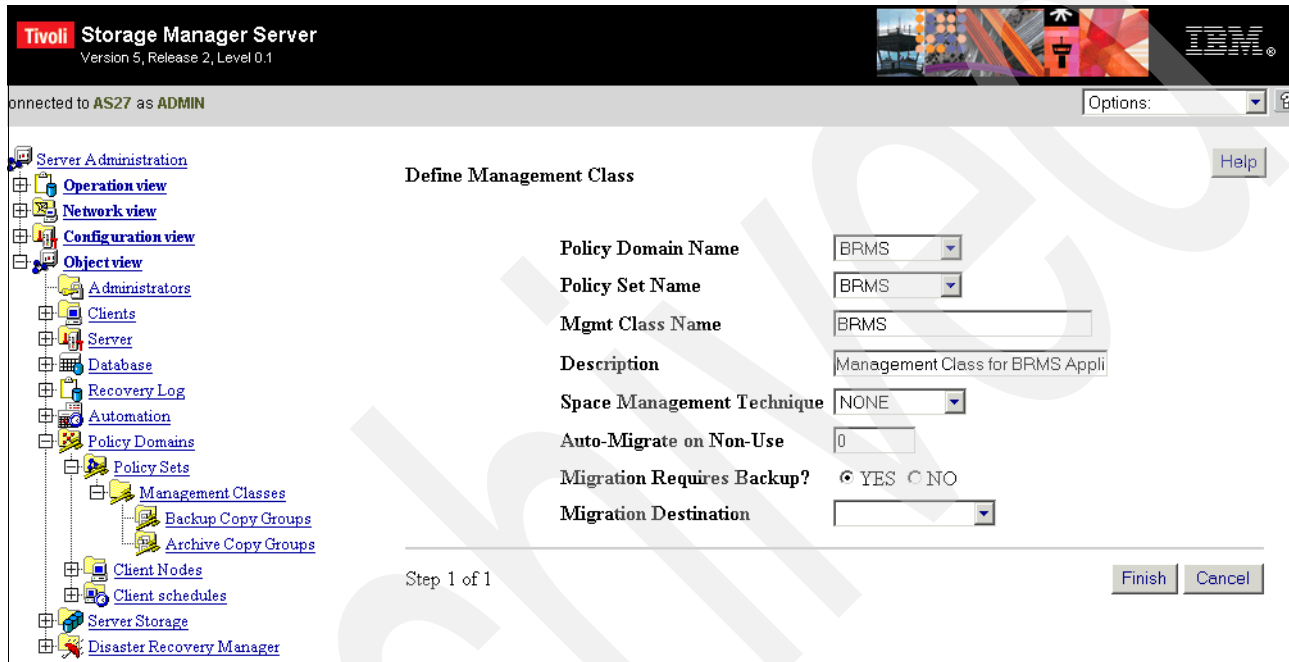 Tivoli Storage Manager Server
Version 5, Release 2, Level 0.1
IBM®
onnected to AS27 as ADMIN
Options:
Server Administration
Operation view
Network view
Configuration view
Object view
Administrators
Clients
Server
Database
Recovery Log
Automation
Policy Domains
Policy Sets
Management Classes
Backup Copy Groups
Archive Copy Groups
Client Nodes
Client schedules
Server Storage
Disaster Recovery Manager
Help
Define Management Class
Policy Domain Name BRMS
Policy Set Name BRMS
Mgmt Class Name BRMS
Description Management Class for BRMS Appli
Space Management Technique NONE
Auto-Migrate on Non-Use 0
Migration Requires Backup? YES NO
Migration Destination
Step 1 of 1
Finish Cancel